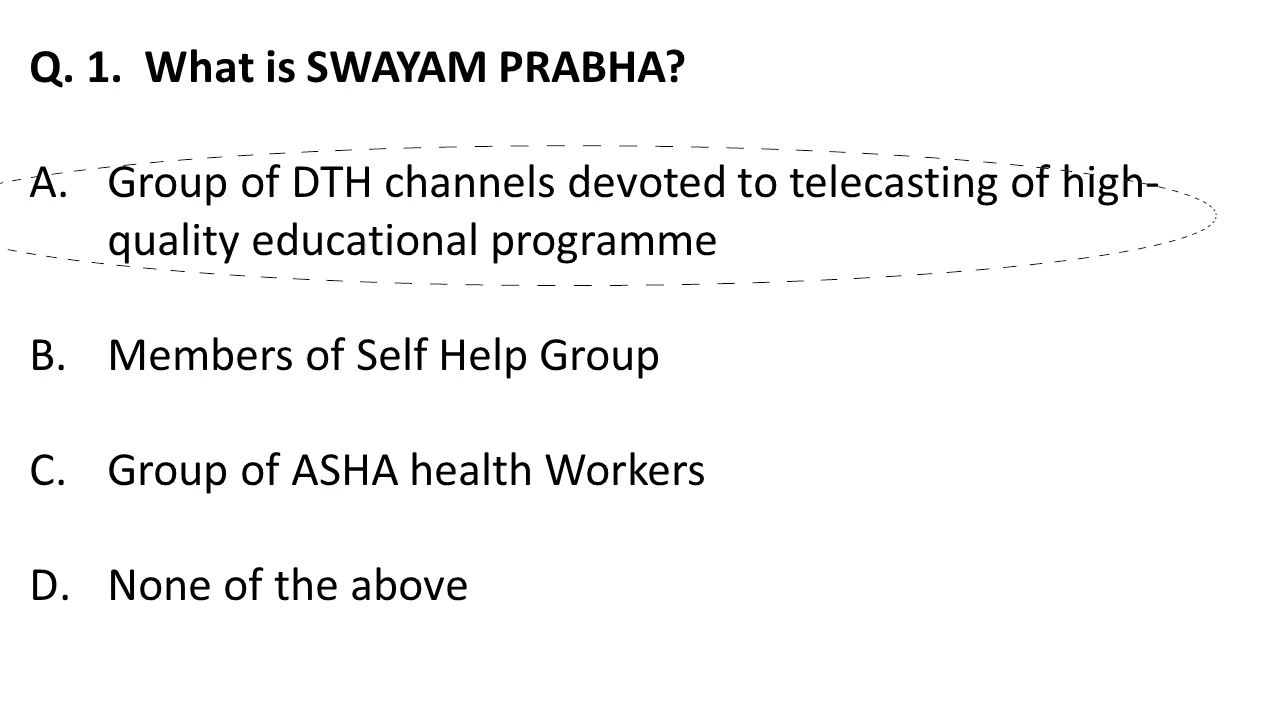 Q. 1. What is SWAYAM PRABHA?
A. Group of DTH channels devoted to telecasting of high-
quality educational programme
B. Members of Self Help Group
C. Group of ASHA health Workers
D. None of the above